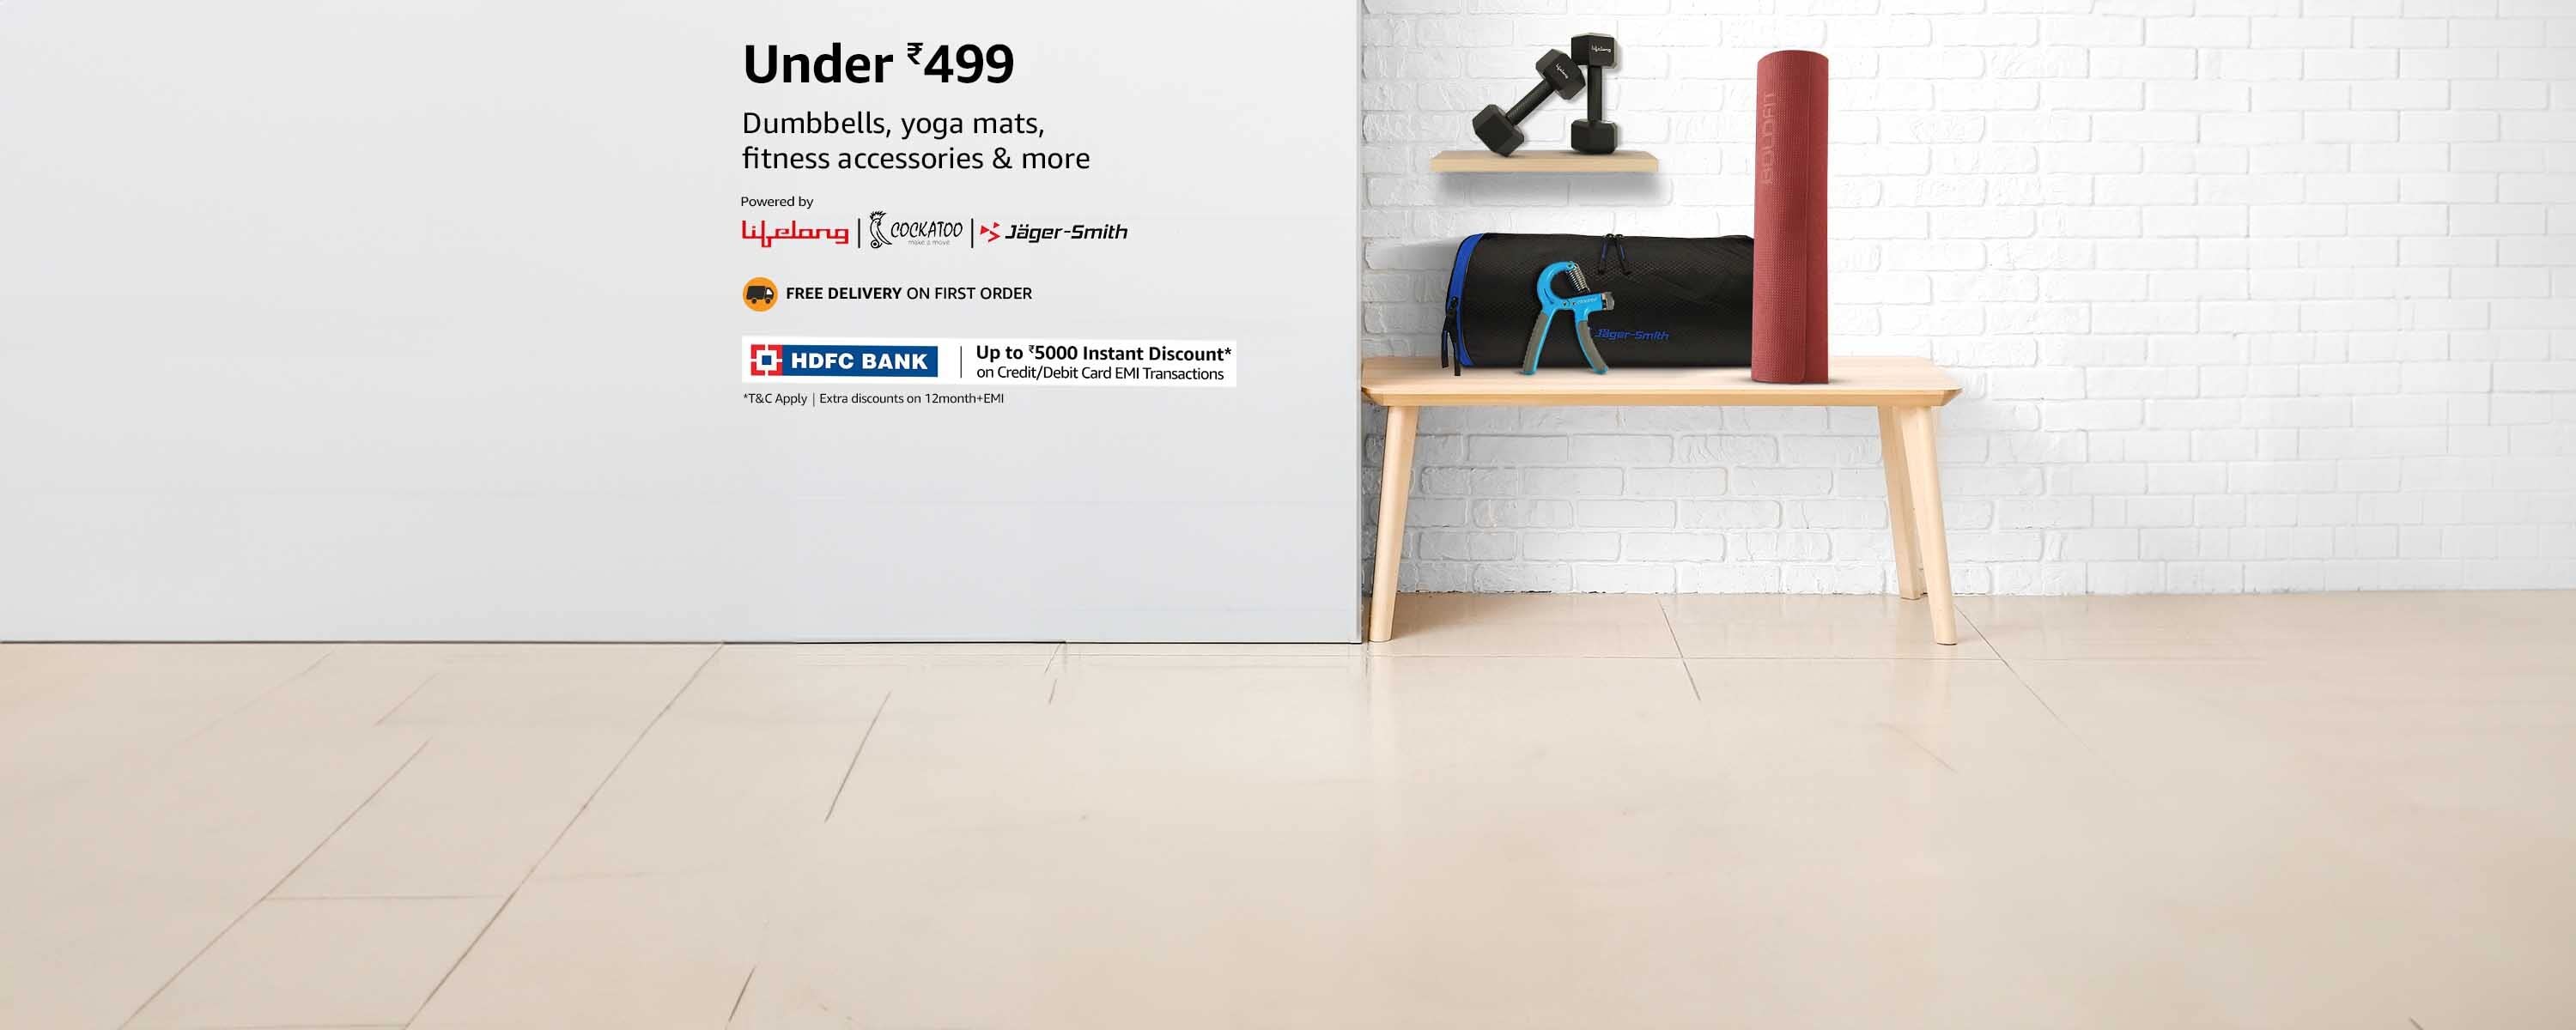 Under ₹499
Dumbbells, yoga mats,
fitness accessories & more
Powered by
Lifelong | COCKATOO | Jäger-Smith
make a move
FREE DELIVERY ON FIRST ORDER
HDFC BANK | Up to ₹5000 Instant Discount*
on Credit/Debit Card EMI Transactions
*T&C Apply | Extra discounts on 12month+EMI
Lifelong
Lifelong
BOLDFIT
Jäger-Smith